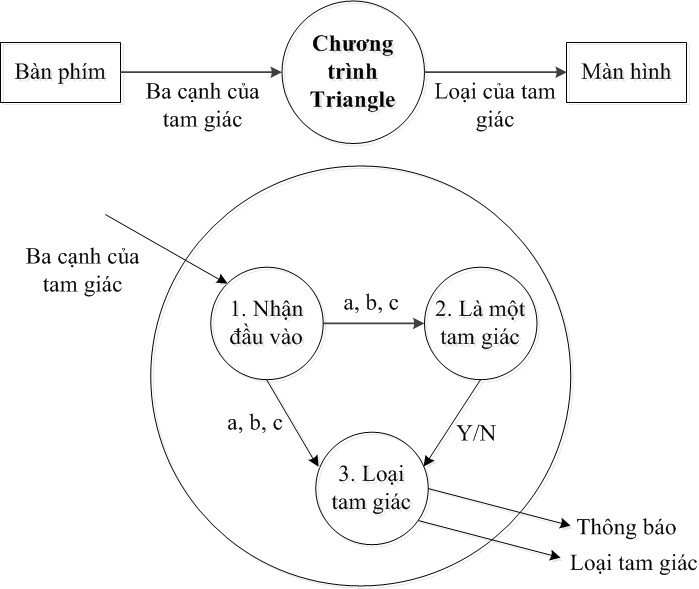 Bàn phím
Ba cạnh của
tam giác
Chương
trình
Triangle
Loại của tam
giác
Màn hình
Ba cạnh của
tam giác
1. Nhận
đầu vào
a, b, c
2. Là một
tam giác
a, b, c
Y/N
3. Loại
tam giác
Thông báo
Loại tam giác